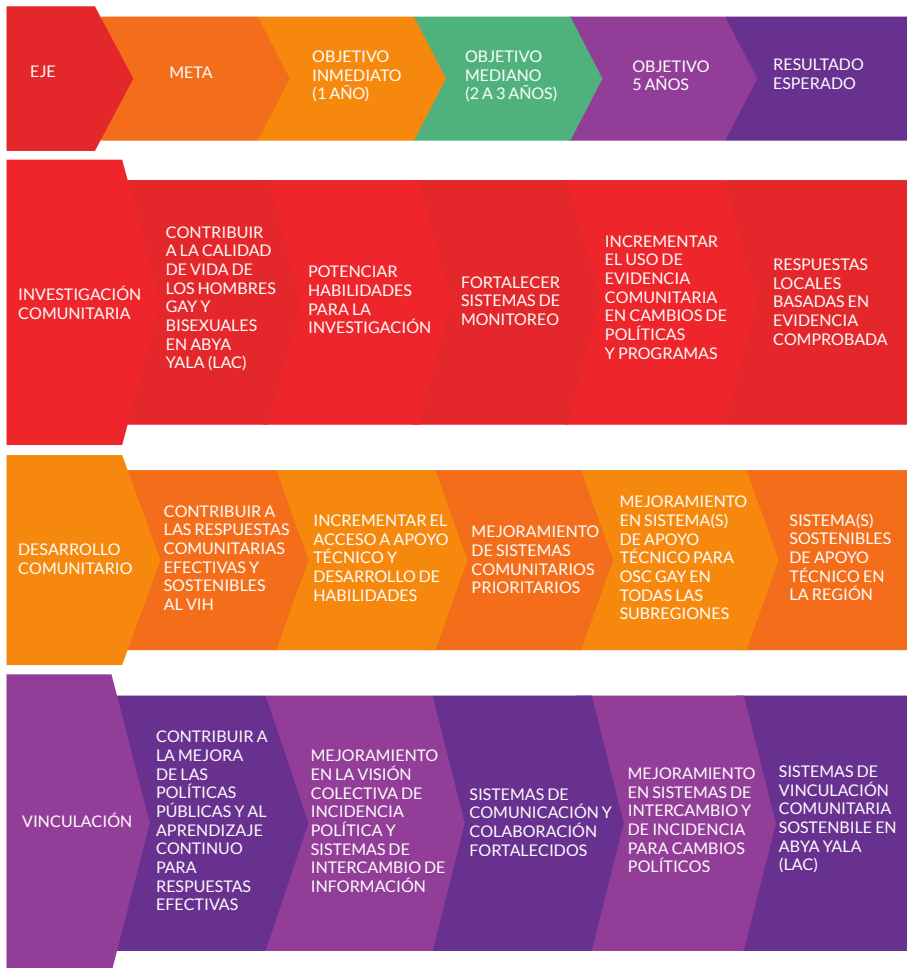 EJE
META
OBJETIVO
INMEDIATO
(1 AÑO)
OBJETIVO
MEDIANO
(2 A 3 AÑOS)
OBJETIVO
5 AÑOS
RESULTADO
ESPERADO
INVESTIGACIÓN
COMUNITARIA
CONTRIBUIR
A LA CALIDAD
DE VIDA DE
LOS HOMBRES
GAY Y
BISEXUALES
EN ABYA
YALA (LAC)
POTENCIAR
HABILIDADES
PARA LA
INVESTIGACIÓN
FORTALECER
SISTEMAS DE
MONITOREO
INCREMENTAR
EL USO DE
EVIDENCIA
COMUNITARIA
EN CAMBIOS DE
POLÍTICAS
Y PROGRAMAS
RESPUESTAS
LOCALES
BASADAS EN
EVIDENCIA
COMPROBADA
DESARROLLO
COMUNITARIO
CONTRIBUIR A
LAS RESPUESTAS
COMUNITARIAS
EFECTIVAS Y
SOSTENIBLES
AL VIH
INCREMENTAR EL
ACCESO A APOYO
TÉCNICO Y
DESARROLLO DE
HABILIDADES
MEJORAMIENTO
DE SISTEMAS
COMUNITARIOS
PRIORITARIOS
MEJORAMIENTO
EN SISTEMA(S)
DE APOYO
TÉCNICO PARA
OSC GAY EN
TODAS LAS
SUBREGIONES
SISTEMA(S)
SOSTENIBLES
DE APOYO
TÉCNICO EN
LA REGIÓN
VINCULACIÓN
CONTRIBUIR A
LA MEJORA
DE LAS
POLÍTICAS
PÚBLICAS Y AL
APRENDIZAJE
CONTINUO
PARA
RESPUESTAS
EFECTIVAS
MEJORAMIENTO
EN LA VISIÓN
COLECTIVA DE
INCIDENCIA
POLÍTICA Y
SISTEMAS DE
INTERCAMBIO DE
INFORMACIÓN
SISTEMAS DE
COMUNICACIÓN Y
COLABORACIÓN
FORTALECIDOS
MEJORAMIENTO
EN SISTEMAS DE
INTERCAMBIO Y
DE INCIDENCIA
PARA CAMBIOS
POLÍTICOS
SISTEMAS DE
VINCULACIÓN
COMUNITARIA
SOSTENBILE EN
ABYA YALA
(LAC)